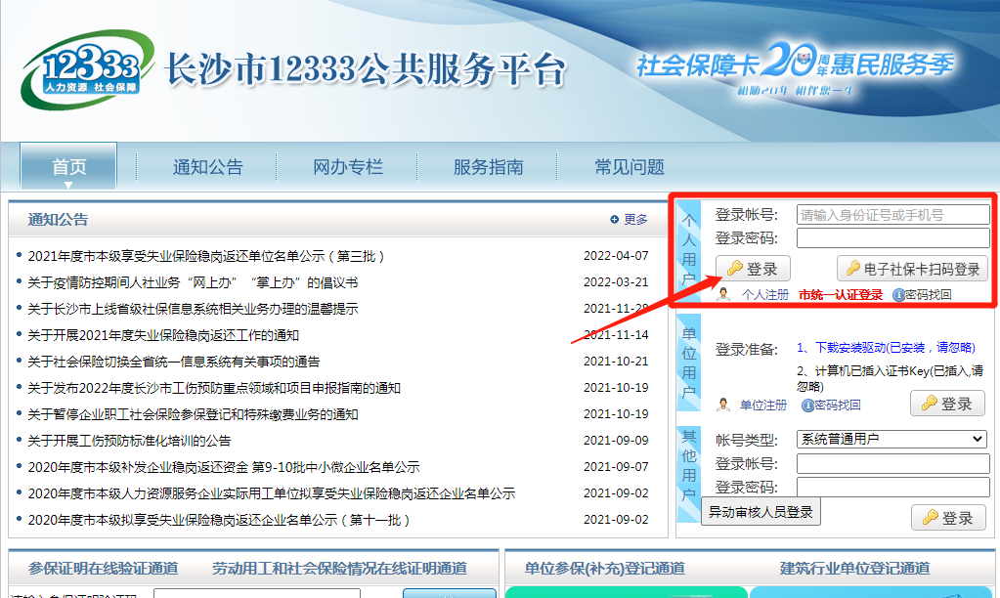 12333
人力资源 社会保障
长沙市12333公共服务平台
社会保障卡20周年惠民服务季
相顾20年 相伴您一生
首页
通知公告
网办专栏
服务指南
常见问题
通知公告
更多
2021年度市本级享受失业保险稳岗返还单位名单公示（第三批） 2022-04-07
关于疫情防控期间人社业务“网上办”“掌上办”的倡议书 2022-03-21
关于长沙市上线省级社保信息系统相关业务办理的温馨提示 2021-11-29
关于开展2021年度失业保险稳岗返还工作的通知 2021-11-14
关于社会保险切换全省统一信息系统有关事项的通告 2021-10-21
关于发布2022年度长沙市工伤预防重点领域和项目申报指南的通知 2021-10-19
关于暂停企业职工社会保险参保登记和特殊缴费业务的通知 2021-10-19
关于开展工伤预防标准化培训的公告 2021-09-09
2020年度市本级补发企业稳岗返还资金 第9-10批中小微企业名单公示 2021-09-07
2020年度市本级人力资源服务企业实际用工单位拟享受失业保险稳岗返还企业名单公示 2021-09-02
2020年度市本级拟享受失业保险稳岗返还企业名单公示（第十一批） 2021-09-02
个人用户
登录帐号: 请输入身份证号或手机号
登录密码:
登录
电子社保卡扫码登录
个人注册 市统一认证登录 密码找回
单位用户
登录准备: 1、下载安装驱动(已安装，请忽略)
2、计算机已插入证书Key(已插入,请
忽略)
单位注册 密码找回
登录
其他用户
帐号类型: 系统普通用户
登录帐号:
登录密码:
异动审核人员登录
登录
参保证明在线验证通道
劳动用工和社会保险情况在线证明通道
单位参保(补充)登记通道
建筑行业单位登记通道